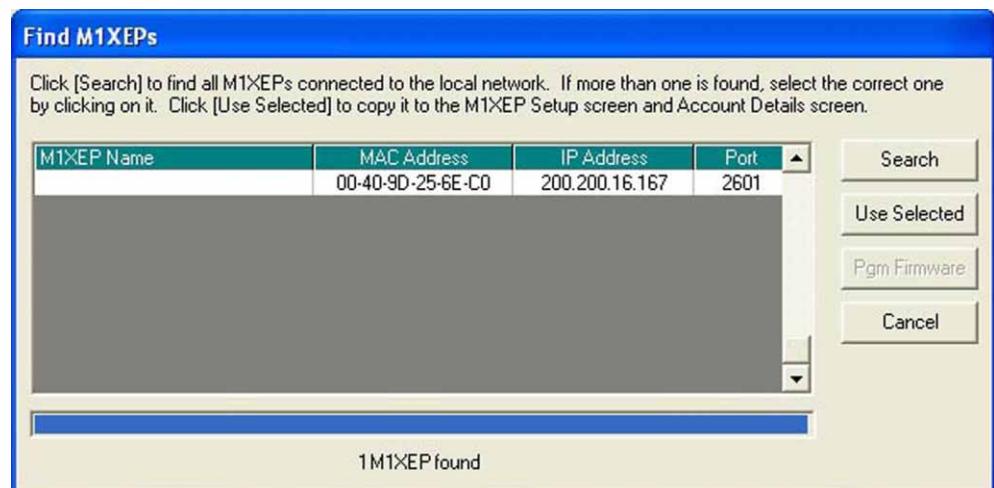 Find M1XEPs
Click [Search] to find all M1XEPs connected to the local network. If more than one is found, select the correct one
by clicking on it. Click [Use Selected] to copy it to the M1XEP Setup screen and Account Details screen.
M1XEP Name MAC Address IP Address Port
00-40-9D-25-6E-C0 200.200.16.167 2601
Search
Use Selected
Pgm Firmware
Cancel
1 M1XEP found